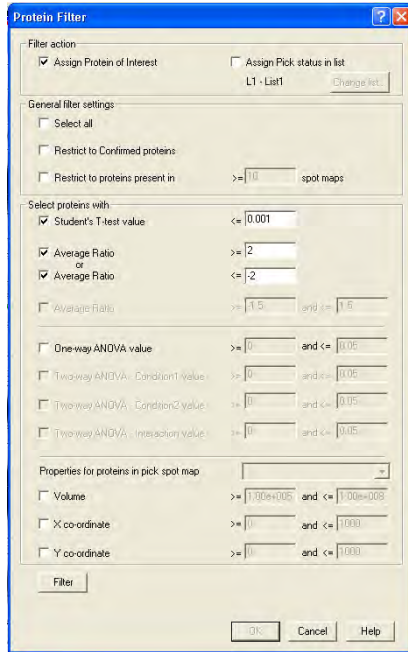 Protein Filter
Filter action
Assign Protein of Interest
Assign Pick status in list
L1 - List1
Change list...
General filter settings
Select all
Restrict to Confirmed proteins
Restrict to proteins present in >= 10 spot maps
Select proteins with
Student's T-test value <= 0.001
Average Ratio >= 2
or
Average Ratio <= -2
Average Ratio >= -1.5 and <= 1.5
One-way ANOVA value >= 0 and <= 0.05
Two-way ANOVA - Condition1 value >= 0 and <= 0.05
Two-way ANOVA - Condition2 value >= 0 and <= 0.05
Two-way ANOVA - Interaction value >= 0 and <= 0.05
Properties for proteins in pick spot map
Volume >= 1.00e+006 and <= 1.00e+008
X co-ordinate >= 0 and <= 1000
Y co-ordinate >= 0 and <= 1000
Filter
OK Cancel Help